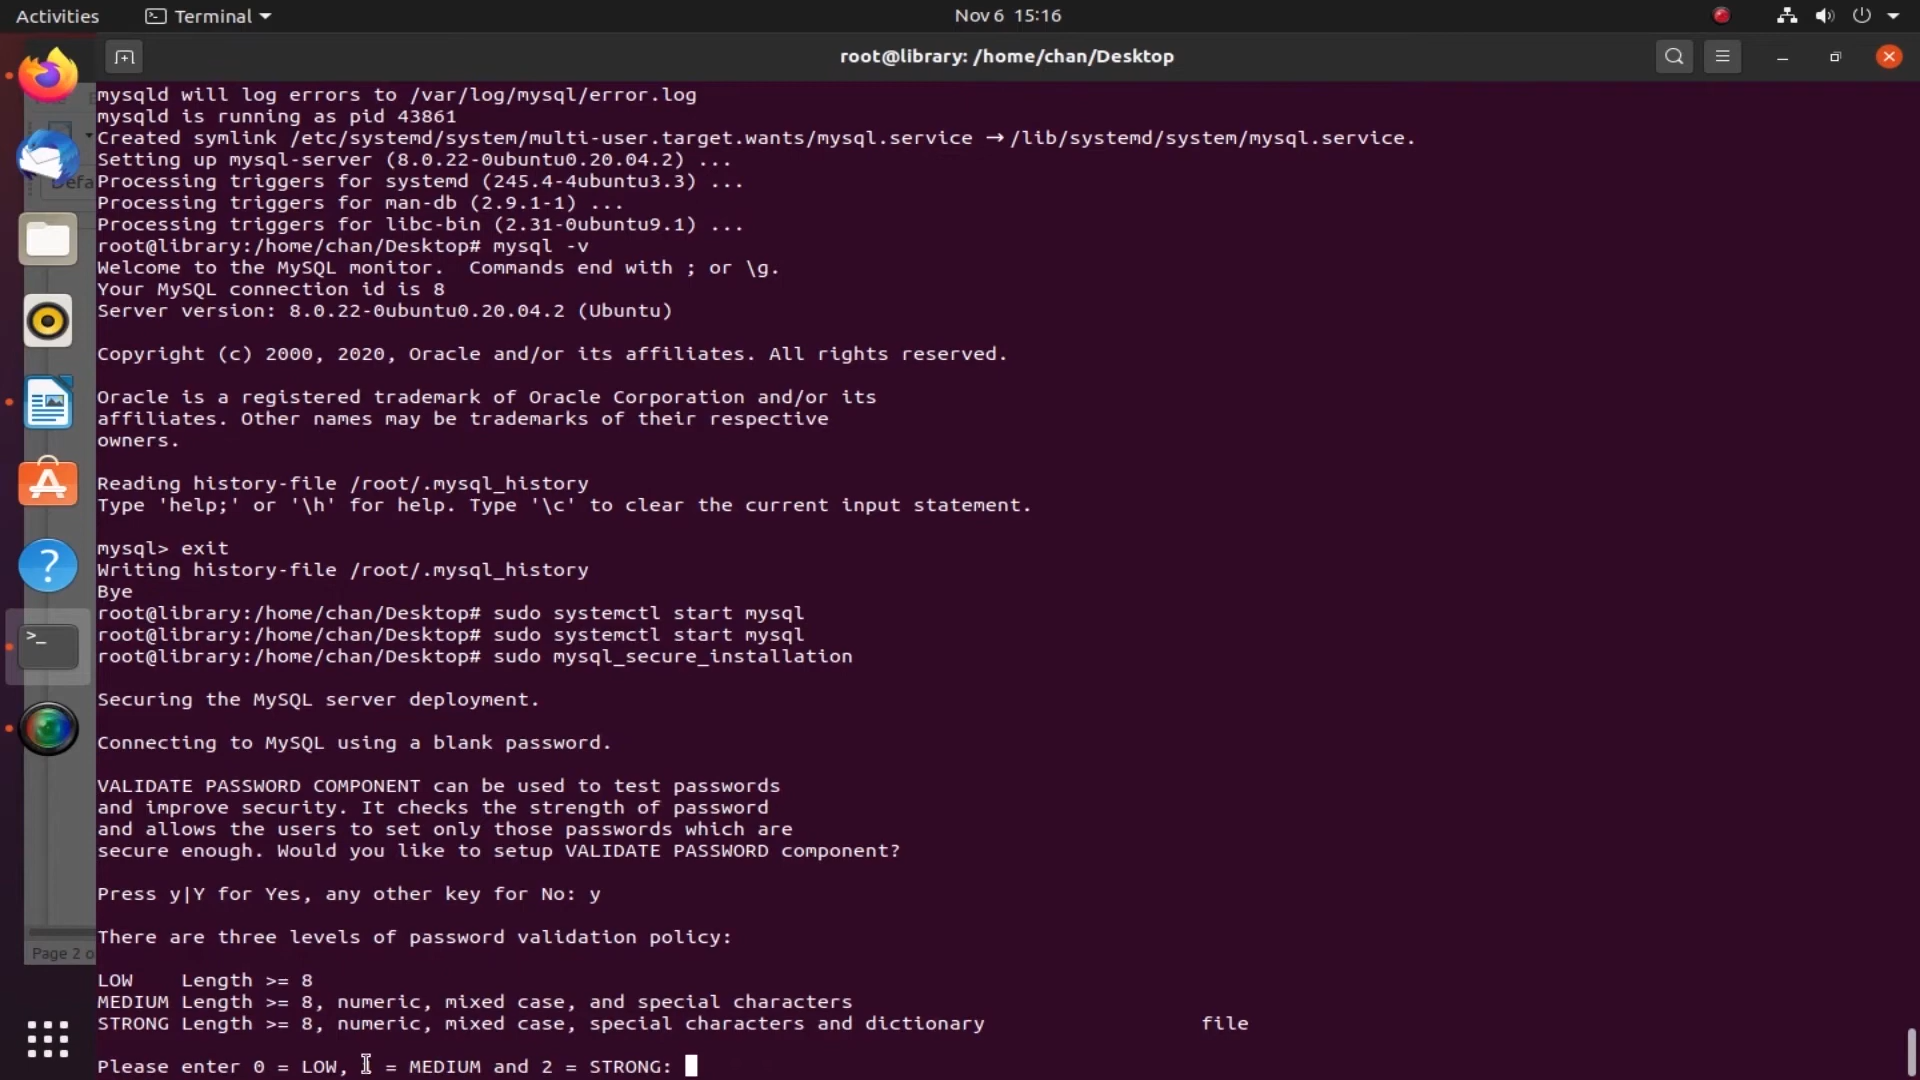 Activities
Terminal
Nov 6 15:16
root@library: /home/chan/Desktop
mysqld will log errors to /var/log/mysql/error.log
mysqld is running as pid 43861
Created symlink /etc/systemd/system/multi-user.target.wants/mysql.service → /lib/systemd/system/mysql.service.
Setting up mysql-server (8.0.22-0ubuntu0.20.04.2) ...
Processing triggers for systemd (245.4-4ubuntu3.3) ...
Processing triggers for man-db (2.9.1-1) ...
Processing triggers for libc-bin (2.31-0ubuntu9.1) ...
root@library:/home/chan/Desktop# mysql -v
Welcome to the MySQL monitor.  Commands end with ; or \g.
Your MySQL connection id is 8
Server version: 8.0.22-0ubuntu0.20.04.2 (Ubuntu)
Copyright (c) 2000, 2020, Oracle and/or its affiliates. All rights reserved.
Oracle is a registered trademark of Oracle Corporation and/or its
affiliates. Other names may be trademarks of their respective
owners.
Reading history-file /root/.mysql_history
Type 'help;' or '\h' for help. Type '\c' to clear the current input statement.
mysql> exit
Writing history-file /root/.mysql_history
Bye
root@library:/home/chan/Desktop# sudo systemctl start mysql
root@library:/home/chan/Desktop# sudo systemctl start mysql
root@library:/home/chan/Desktop# sudo mysql_secure_installation
Securing the MySQL server deployment.
Connecting to MySQL using a blank password.
VALIDATE PASSWORD COMPONENT can be used to test passwords
and improve security. It checks the strength of password
and allows the users to set only those passwords which are
secure enough. Would you like to setup VALIDATE PASSWORD component?
Press y|Y for Yes, any other key for No: y
There are three levels of password validation policy:
Page 2 o
LOW    Length >= 8
MEDIUM Length >= 8, numeric, mixed case, and special characters
STRONG Length >= 8, numeric, mixed case, special characters and dictionary                  file
Please enter 0 = LOW, = MEDIUM and 2 = STRONG: